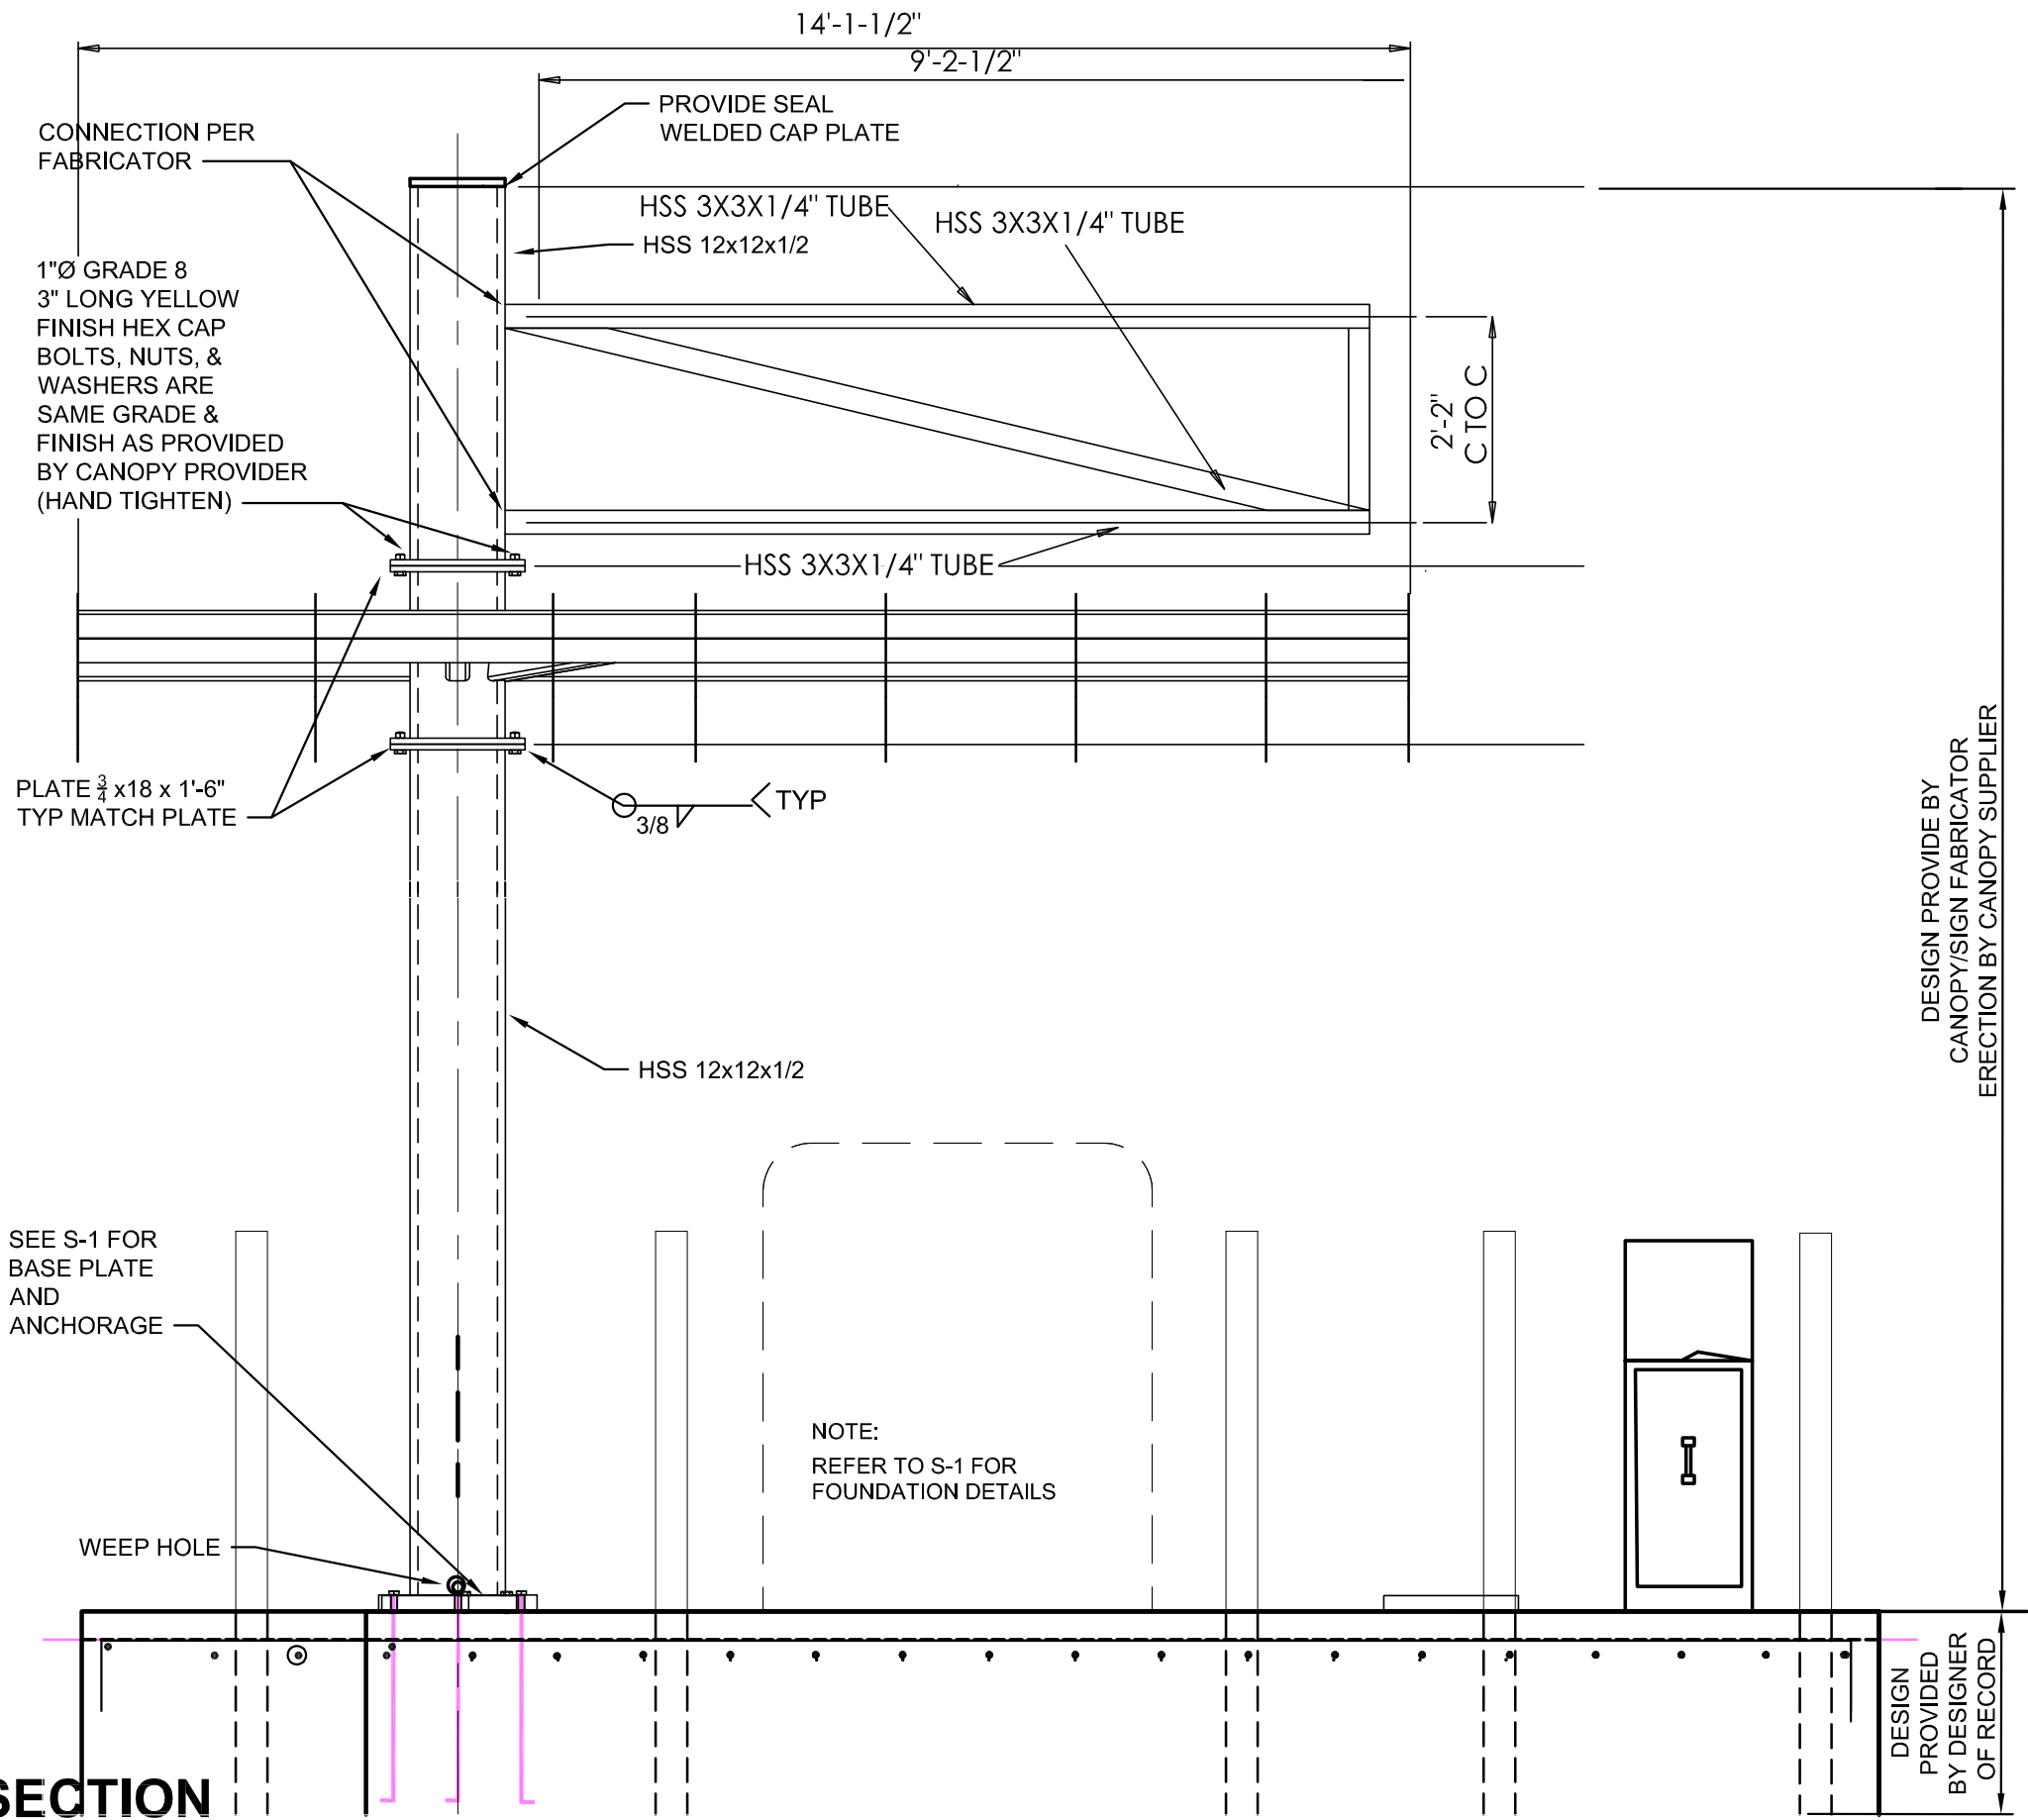 14'-1-1/2"
9'-2-1/2"
PROVIDE SEAL
WELDED CAP PLATE
CONNECTION PER
FABRICATOR
HSS 3X3X1/4" TUBE
HSS 3X3X1/4" TUBE
HSS 12x12x1/2
1"Ø GRADE 8
3" LONG YELLOW
FINISH HEX CAP
BOLTS, NUTS, &
WASHERS ARE
SAME GRADE &
FINISH AS PROVIDED
BY CANOPY PROVIDER
(HAND TIGHTEN)
2'-2"
C TO C
HSS 3X3X1/4" TUBE
PLATE 3/4 x18 x 1'-6"
TYP MATCH PLATE
TYP
3/8
DESIGN PROVIDE BY
CANOPY/SIGN FABRICATOR
ERECTION BY CANOPY SUPPLIER
HSS 12x12x1/2
SEE S-1 FOR
BASE PLATE
AND
ANCHORAGE
NOTE:
REFER TO S-1 FOR
FOUNDATION DETAILS
WEEP HOLE
DESIGN
PROVIDED
BY DESIGNER
OF RECORD
SECTION